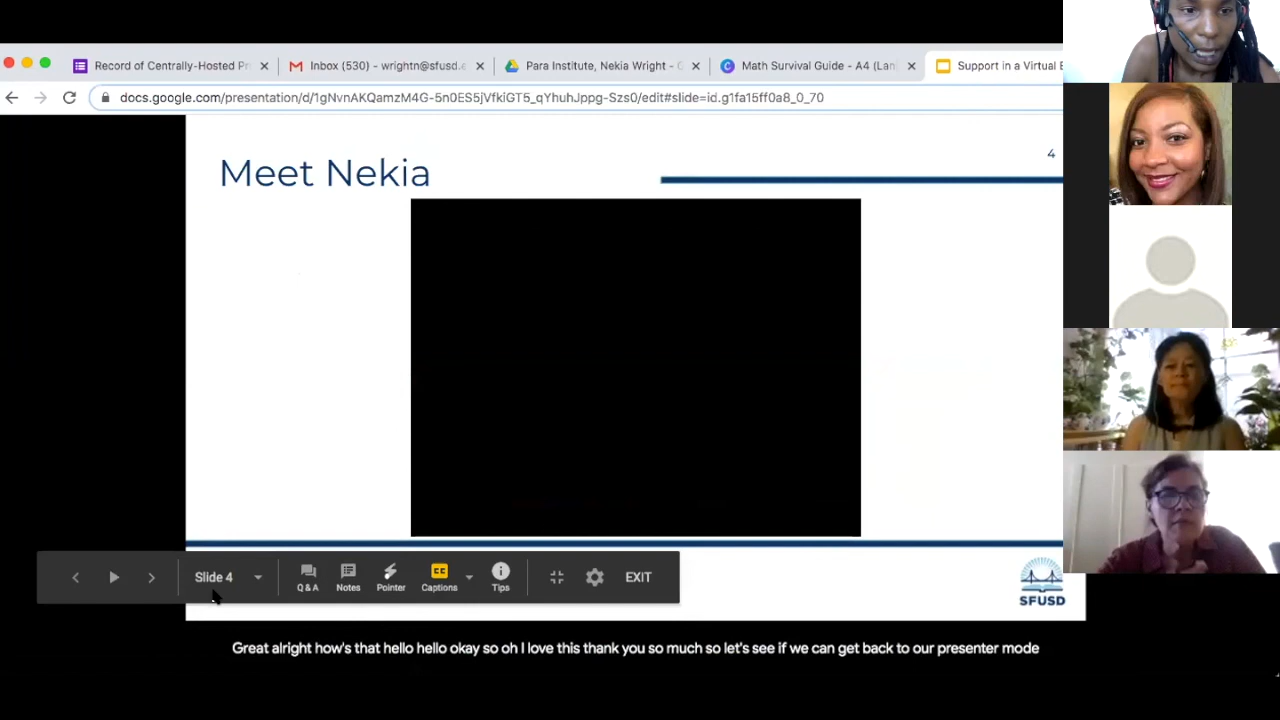 Record of Centrally-Hosted Pr
Inbox (530) - wrightn@sfusd.e
Para Institute, Nekia Wright - G
Math Survival Guide - A4 (Lan
Support in a Virtual E
docs.google.com/presentation/d/1gNvnAKQamzM4G-5n0ES5jVfkiGT5_qYhuhJppg-Szs0/edit#slide=id.g1fa15ff0a8_0_70
4
Meet Nekia
Slide 4
Q & A
Notes
Pointer
CC
Captions
Tips
EXIT
SFUSD
Great alright how's that hello hello okay so oh I love this thank you so much so let's see if we can get back to our presenter mode